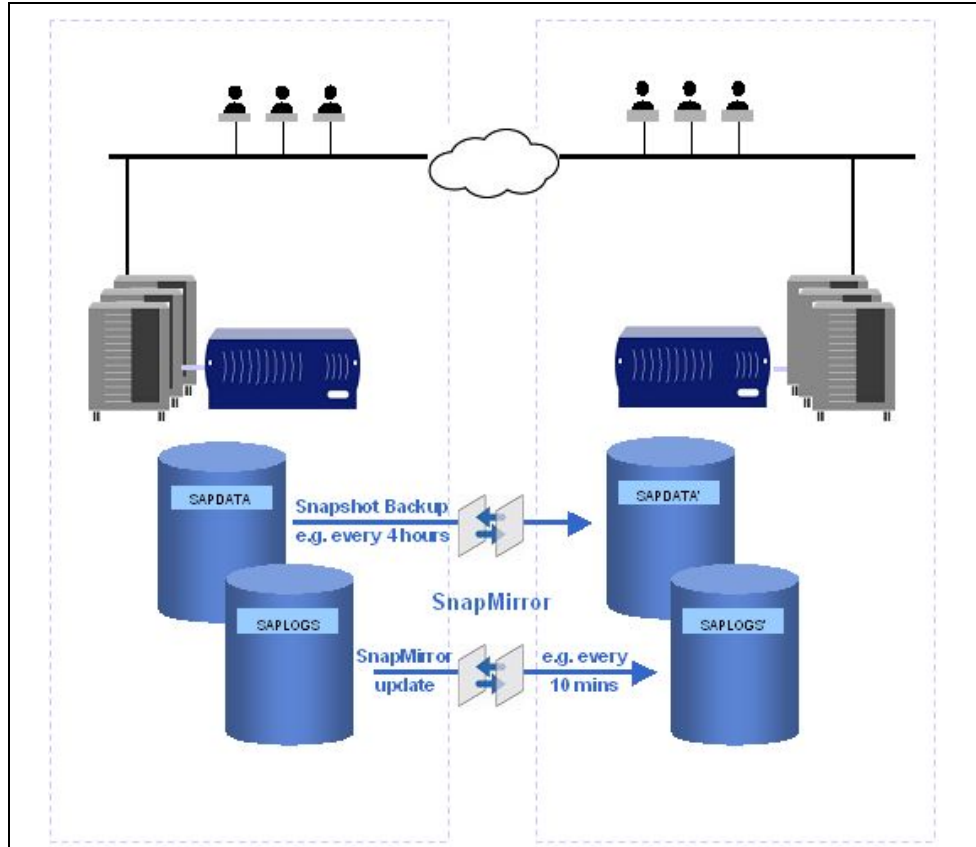 SAPDATA
SAPDATA'
Snapshot Backup
e.g. every 4 hours
SnapMirror
SAPLOGS
SAPLOGS'
SnapMirror
update
e.g. every
10 mins